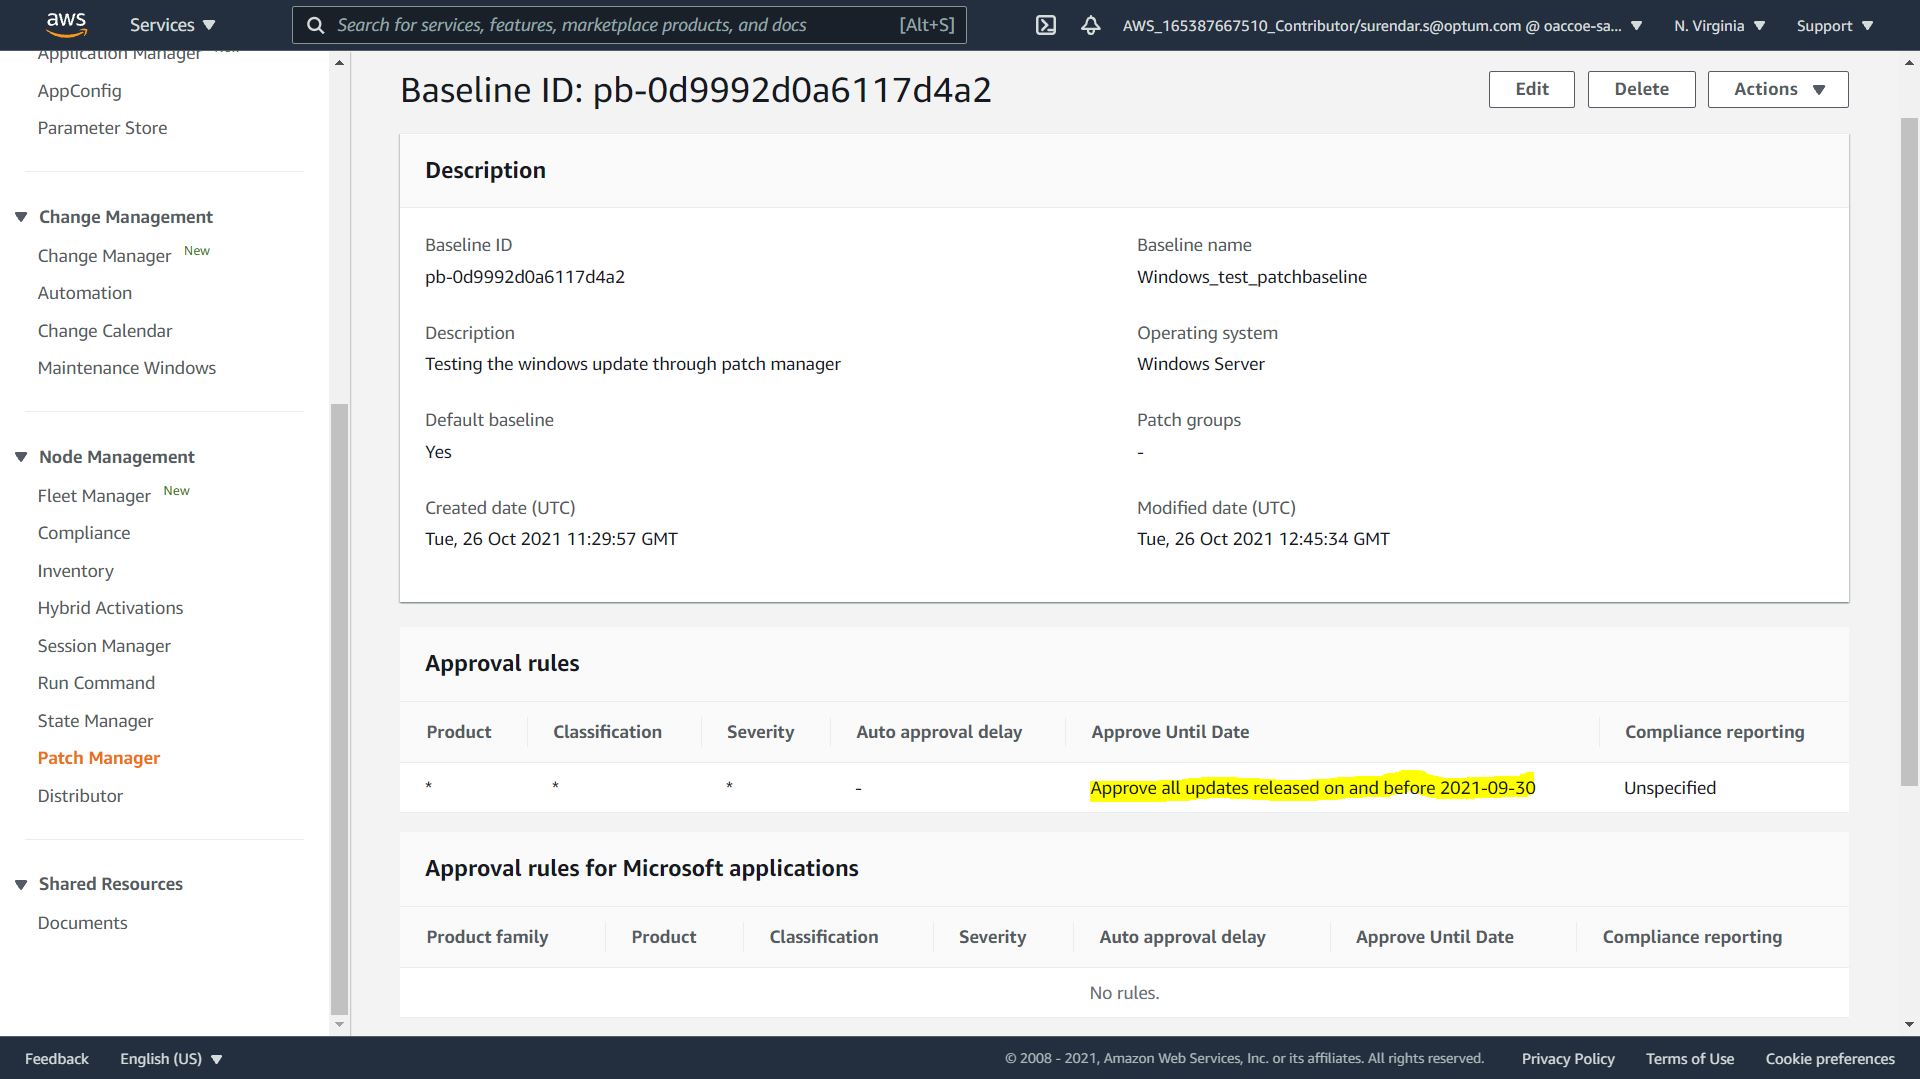 aws
Services
Search for services, features, marketplace products, and docs
[Alt+S]
AWS_165387667510_Contributor/surendar.s@optum.com @ oaccoe-sa...
N. Virginia
Support
Application Manager New
AppConfig
Parameter Store
Change Management
Change Manager New
Automation
Change Calendar
Maintenance Windows
Node Management
Fleet Manager New
Compliance
Inventory
Hybrid Activations
Session Manager
Run Command
State Manager
Patch Manager
Distributor
Shared Resources
Documents
Baseline ID: pb-0d9992d0a6117d4a2
Edit
Delete
Actions
Description
Baseline ID
pb-0d9992d0a6117d4a2
Baseline name
Windows_test_patchbaseline
Description
Testing the windows update through patch manager
Operating system
Windows Server
Default baseline
Yes
Patch groups
-
Created date (UTC)
Tue, 26 Oct 2021 11:29:57 GMT
Modified date (UTC)
Tue, 26 Oct 2021 12:45:34 GMT
Approval rules
Product Classification Severity Auto approval delay Approve Until Date Compliance reporting
* * * - Approve all updates released on and before 2021-09-30 Unspecified
Approval rules for Microsoft applications
Product family Product Classification Severity Auto approval delay Approve Until Date Compliance reporting
No rules.
Feedback
English (US)
© 2008 - 2021, Amazon Web Services, Inc. or its affiliates. All rights reserved.
Privacy Policy
Terms of Use
Cookie preferences